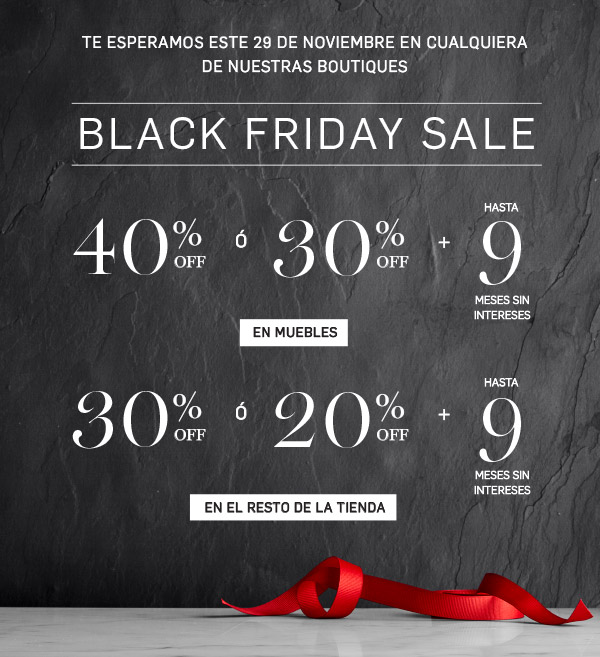 TE ESPERAMOS ESTE 29 DE NOVIEMBRE EN CUALQUIERA
DE NUESTRAS BOUTIQUES
BLACK FRIDAY SALE
40% OFF ó 30% OFF + HASTA 9 MESES SIN INTERESES
EN MUEBLES
30% OFF ó 20% OFF + HASTA 9 MESES SIN INTERESES
EN EL RESTO DE LA TIENDA